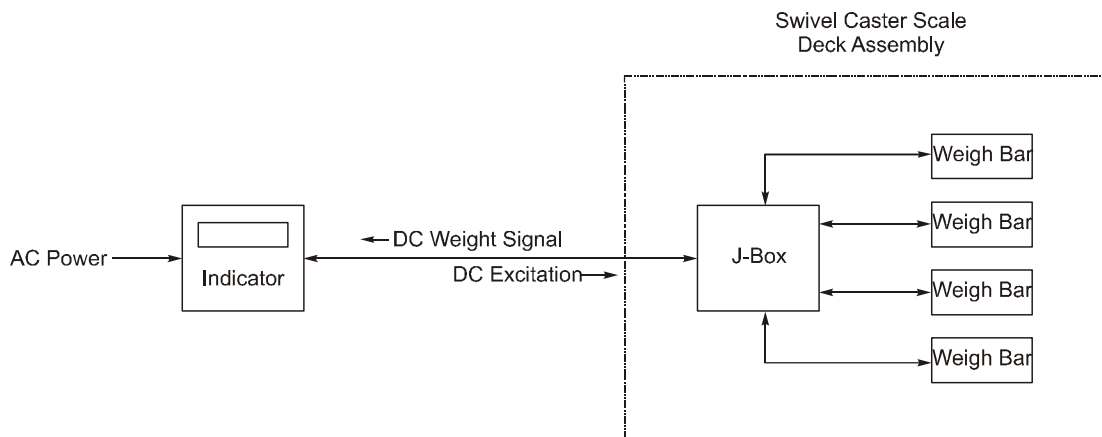 Swivel Caster Scale
Deck Assembly
Weigh Bar
Weigh Bar
DC Weight Signal
AC Power
Indicator
J-Box
DC Excitation
Weigh Bar
Weigh Bar